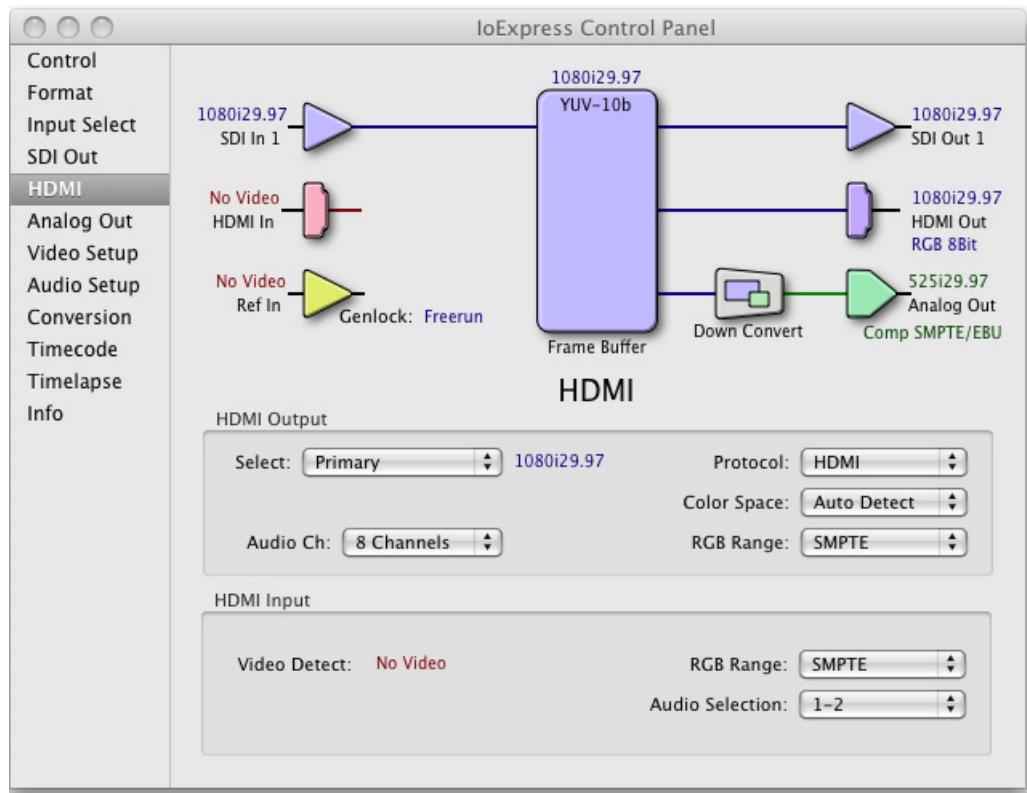 IoExpress Control Panel
Control
Format
Input Select
SDI Out
HDMI
Analog Out
Video Setup
Audio Setup
Conversion
Timecode
Timelapse
Info
1080i29.97
YUV-10b
Frame Buffer
1080i29.97
SDI In 1
No Video
HDMI In
No Video
Ref In
Genlock: Freerun
1080i29.97
SDI Out 1
1080i29.97
HDMI Out
RGB 8Bit
Down Convert
525i29.97
Analog Out
Comp SMPTE/EBU
HDMI
HDMI Output
Select: Primary 1080i29.97 Protocol: HDMI
Color Space: Auto Detect
Audio Ch: 8 Channels RGB Range: SMPTE
HDMI Input
Video Detect: No Video RGB Range: SMPTE
Audio Selection: 1-2